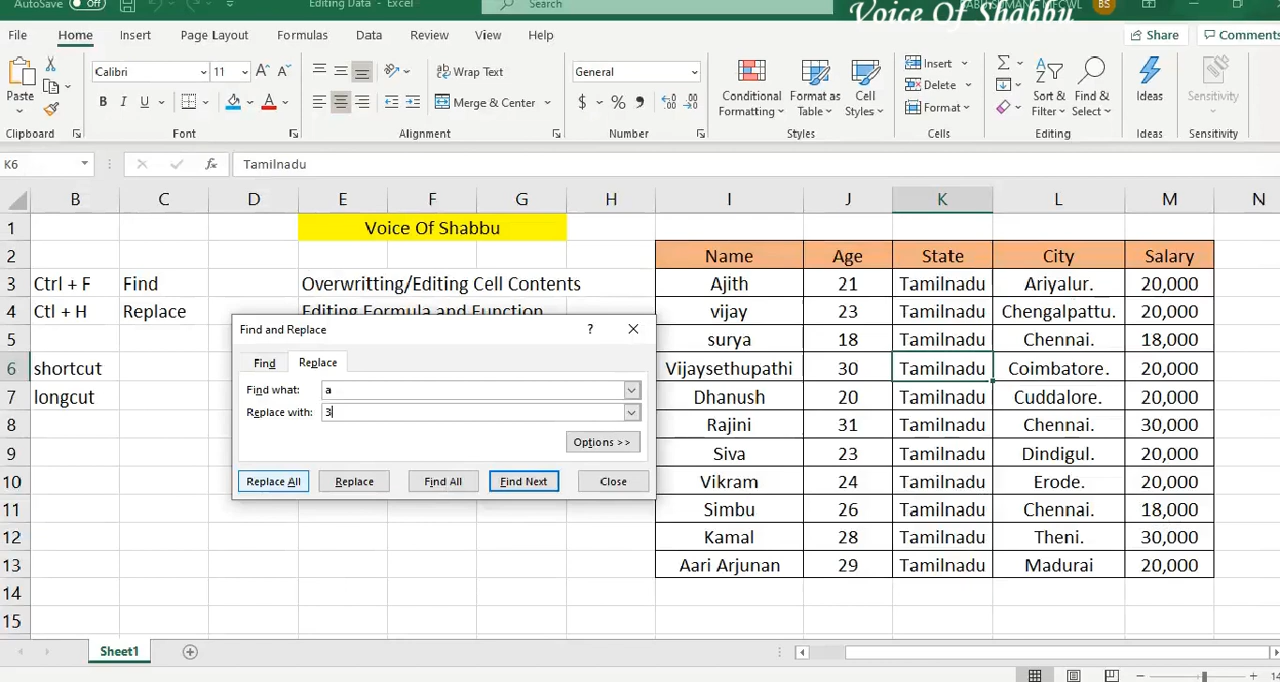 AutoSave Off Editing Data - Excel Search BS
Voice Of Shabbu
File Home Insert Page Layout Formulas Data Review View Help Share Comments
Paste Calibri 11 Wrap Text General Conditional Formatting Format as Table Cell Styles Insert Sort & Filter Find & Select Ideas Sensitivity
B I U Merge & Center $ % Delete
Format
Clipboard Font Alignment Number Styles Cells Editing Ideas Sensitivity
K6 fx Tamilnadu
B C D E F G H I J K L M N
1 Voice Of Shabbu
2 Name Age State City Salary
3 Ctrl + F Find Overwritting/Editing Cell Contents Ajith 21 Tamilnadu Ariyalur. 20,000
4 Ctl + H Replace Editing Formula and Function vijay 23 Tamilnadu Chengalpattu. 20,000
5 surya 18 Tamilnadu Chennai. 18,000
6 shortcut Vijaysethupathi 30 Tamilnadu Coimbatore. 20,000
7 longcut Dhanush 20 Tamilnadu Cuddalore. 20,000
8 Rajini 31 Tamilnadu Chennai. 30,000
9 Siva 23 Tamilnadu Dindigul. 20,000
10 Vikram 24 Tamilnadu Erode. 20,000
11 Simbu 26 Tamilnadu Chennai. 18,000
12 Kamal 28 Tamilnadu Theni. 30,000
13 Aari Arjunan 29 Tamilnadu Madurai 20,000
14
15
Find and Replace ?
Find Replace
Find what: a
Replace with: 3
Options >>
Replace All Replace Find All Find Next Close
Sheet1